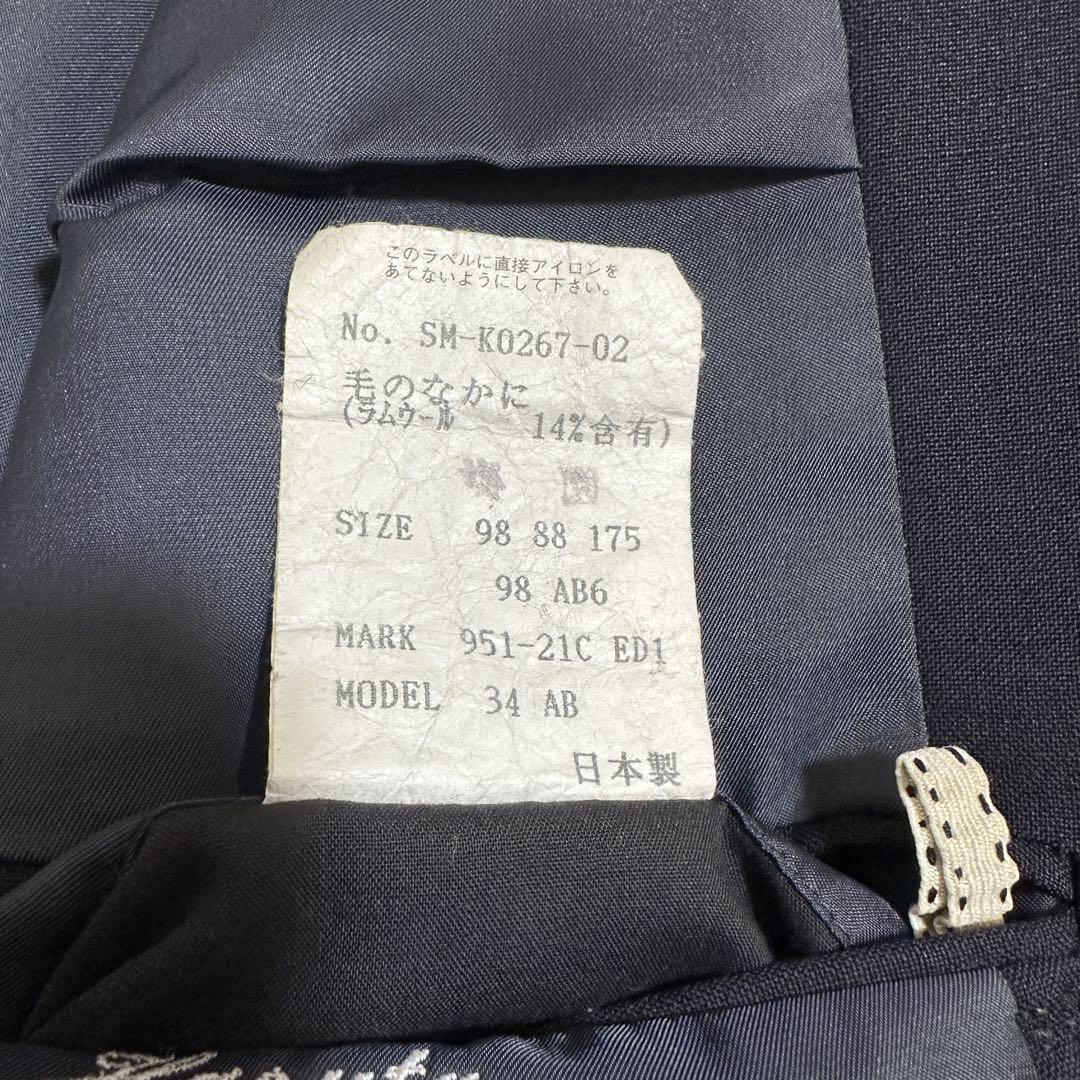 このラベルに直接アイロンを
あてないようにして下さい。
No. SM-K0267-02
毛のなかに
(ラムウール 14%含有)
SIZE 98 88 175
98 AB6
MARK 951-21C ED1
MODEL 34 AB
日本製